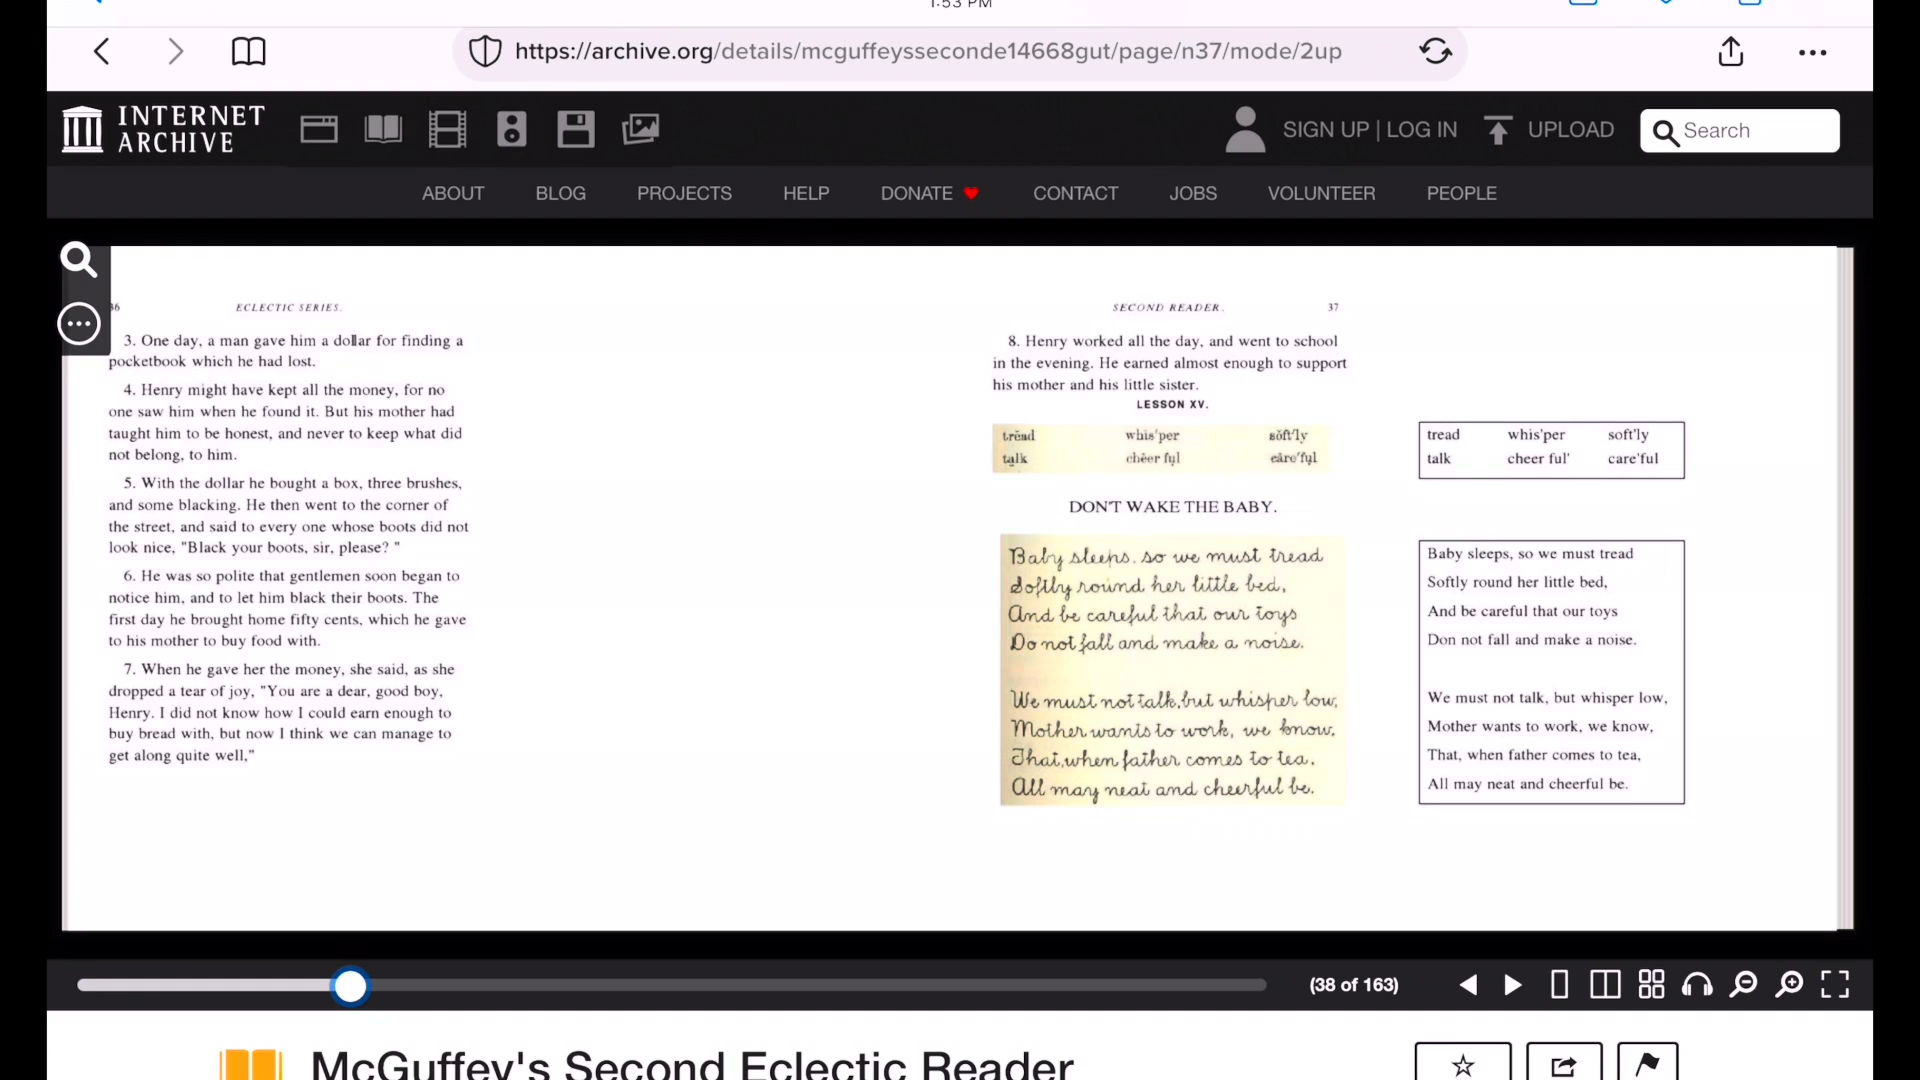 1:53 PM
https://archive.org/details/mcguffeysseconde14668gut/page/n37/mode/2up
INTERNET ARCHIVE
SIGN UP | LOG IN
UPLOAD
Search
ABOUT BLOG PROJECTS HELP DONATE CONTACT JOBS VOLUNTEER PEOPLE
36 ECLECTIC SERIES.
3. One day, a man gave him a dollar for finding a
pocketbook which he had lost.
4. Henry might have kept all the money, for no
one saw him when he found it. But his mother had
taught him to be honest, and never to keep what did
not belong, to him.
5. With the dollar he bought a box, three brushes,
and some blacking. He then went to the corner of
the street, and said to every one whose boots did not
look nice, "Black your boots, sir, please? "
6. He was so polite that gentlemen soon began to
notice him, and to let him black their boots. The
first day he brought home fifty cents, which he gave
to his mother to buy food with.
7. When he gave her the money, she said, as she
dropped a tear of joy, "You are a dear, good boy,
Henry. I did not know how I could earn enough to
buy bread with, but now I think we can manage to
get along quite well,"
SECOND READER. 37
8. Henry worked all the day, and went to school
in the evening. He earned almost enough to support
his mother and his little sister.
LESSON XV.
trĕad whis'per sŏft'ly
talk cheer ful care'ful
tread whis'per soft'ly
talk cheer ful' care'ful
DON'T WAKE THE BABY.
Baby sleeps, so we must tread
Softly round her little bed,
And be careful that our toys
Do not fall and make a noise.
We must not talk, but whisper low,
Mother wants to work, we know,
That, when father comes to tea,
All may neat and cheerful be.
Baby sleeps, so we must tread
Softly round her little bed,
And be careful that our toys
Don not fall and make a noise.
We must not talk, but whisper low,
Mother wants to work, we know,
That, when father comes to tea,
All may neat and cheerful be.
(38 of 163)
McGuffey's Second Eclectic Reader